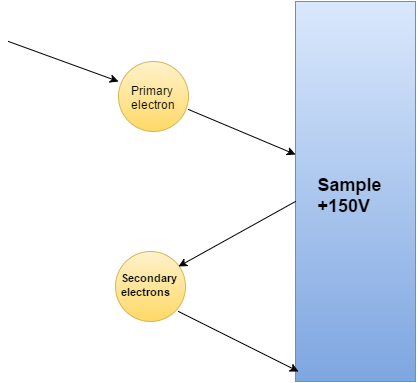 Primary
electron
Sample
+150V
Secondary
electrons